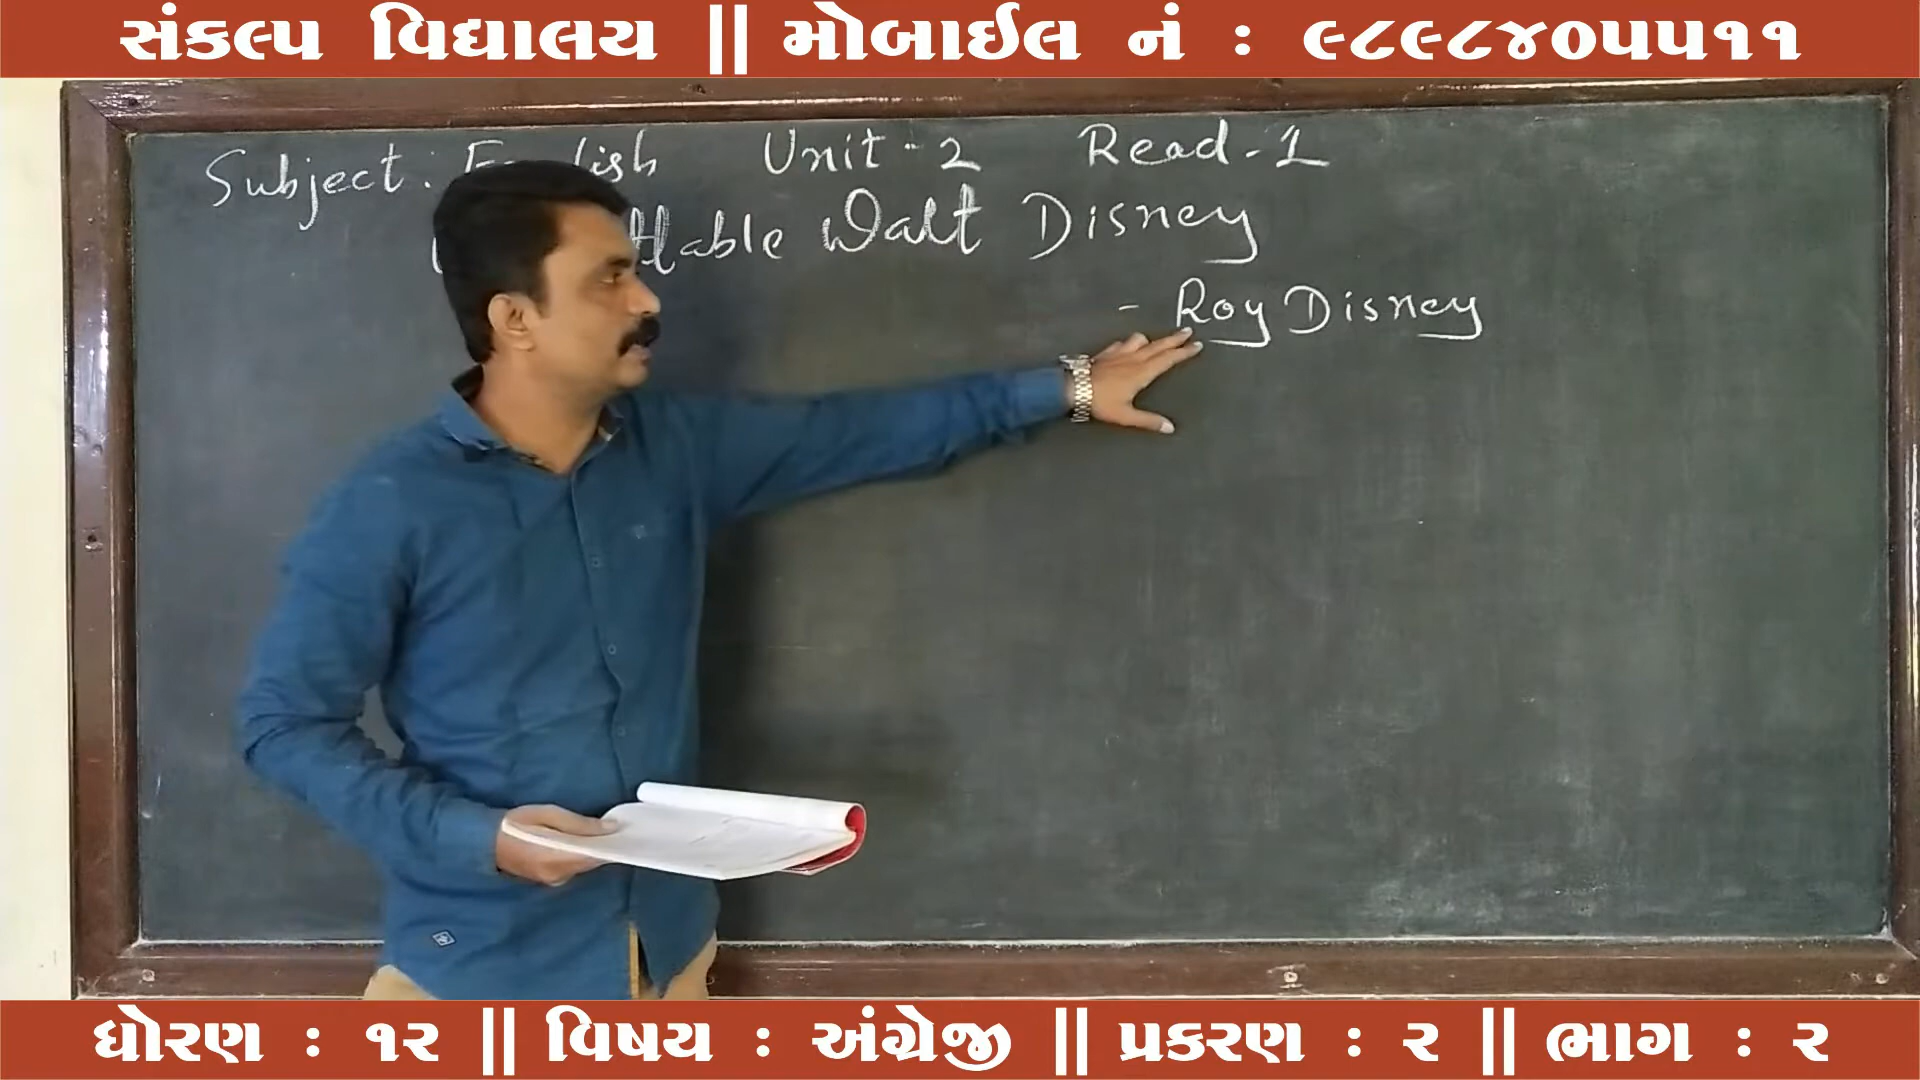 સંકલ્પ વિદ્યાલય || મોબાઈલ નં : ૯૮૯૮૪૦૫૫૧૧
Subject : English Unit - 2 Read - 1
Walt Disney
- Roy Disney
ધોરણ : ૧૨ || વિષય : અંગ્રેજી || પ્રકરણ : ૨ || ભાગ : ૨